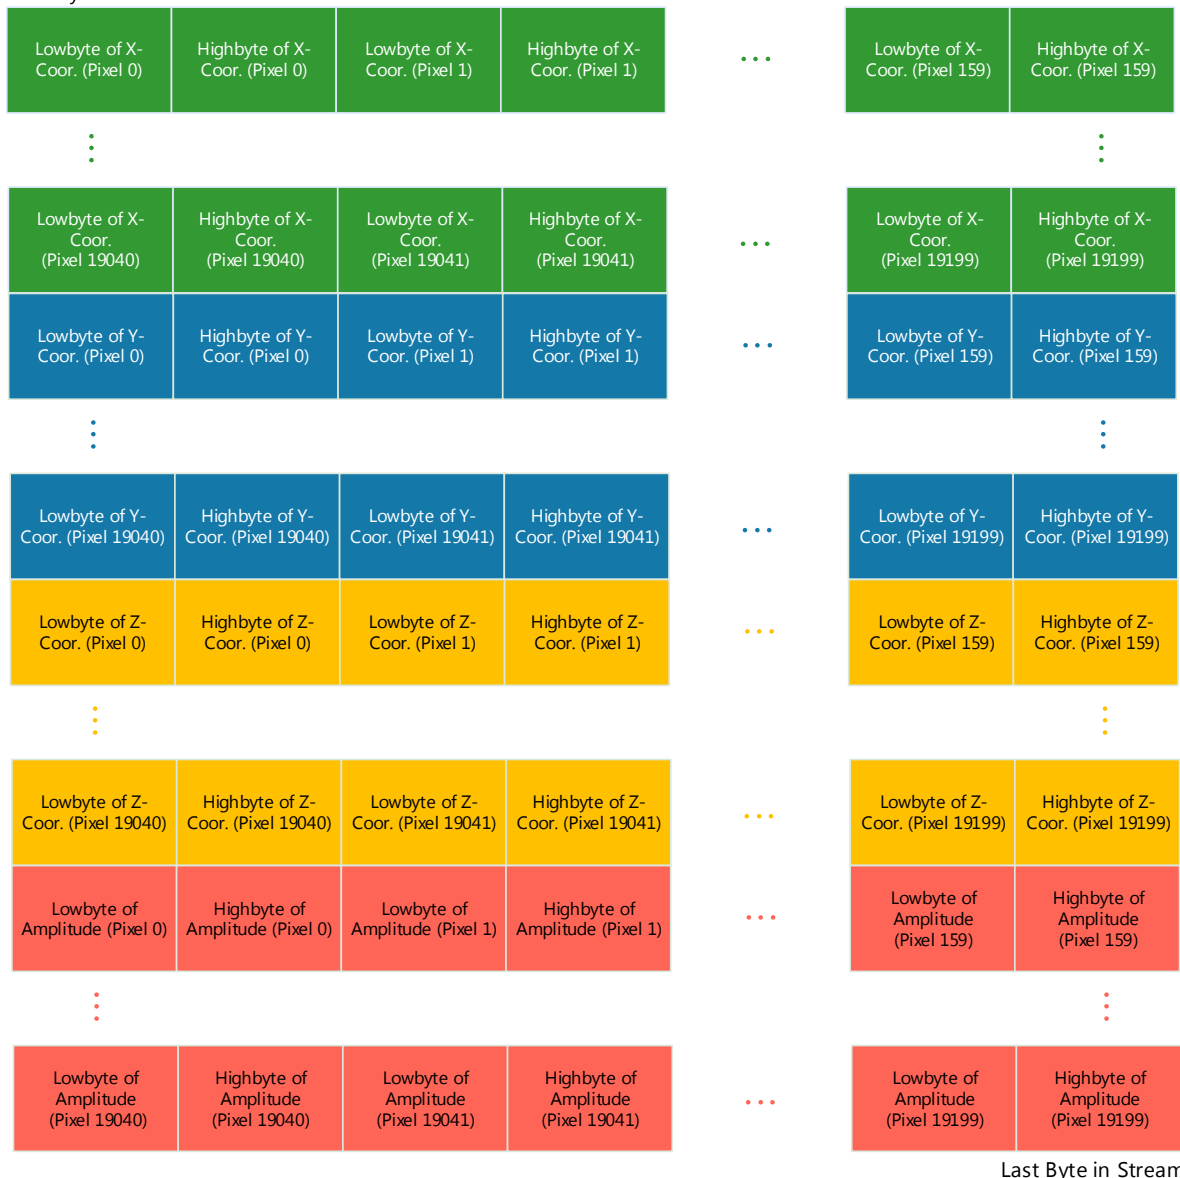 Lowbyte of X- Highbyte of X- Lowbyte of X- Highbyte of X- ... Lowbyte of X- Highbyte of X-
Coor. (Pixel 0) Coor. (Pixel 0) Coor. (Pixel 1) Coor. (Pixel 1) Coor. (Pixel 159) Coor. (Pixel 159)
Lowbyte of X- Highbyte of X- Lowbyte of X- Highbyte of X- ... Lowbyte of X- Highbyte of X-
Coor. Coor. Coor. Coor. Coor. Coor.
(Pixel 19040) (Pixel 19040) (Pixel 19041) (Pixel 19041) (Pixel 19199) (Pixel 19199)
Lowbyte of Y- Highbyte of Y- Lowbyte of Y- Highbyte of Y- ... Lowbyte of Y- Highbyte of Y-
Coor. (Pixel 0) Coor. (Pixel 0) Coor. (Pixel 1) Coor. (Pixel 1) Coor. (Pixel 159) Coor. (Pixel 159)
Lowbyte of Y- Highbyte of Y- Lowbyte of Y- Highbyte of Y- ... Lowbyte of Y- Highbyte of Y-
Coor. (Pixel 19040) Coor. (Pixel 19040) Coor. (Pixel 19041) Coor. (Pixel 19041) Coor. (Pixel 19199) Coor. (Pixel 19199)
Lowbyte of Z- Highbyte of Z- Lowbyte of Z- Highbyte of Z- ... Lowbyte of Z- Highbyte of Z-
Coor. (Pixel 0) Coor. (Pixel 0) Coor. (Pixel 1) Coor. (Pixel 1) Coor. (Pixel 159) Coor. (Pixel 159)
Lowbyte of Z- Highbyte of Z- Lowbyte of Z- Highbyte of Z- ... Lowbyte of Z- Highbyte of Z-
Coor. (Pixel 19040) Coor. (Pixel 19040) Coor. (Pixel 19041) Coor. (Pixel 19041) Coor. (Pixel 19199) Coor. (Pixel 19199)
Lowbyte of Highbyte of Lowbyte of Highbyte of ... Lowbyte of Highbyte of
Amplitude (Pixel 0) Amplitude (Pixel 0) Amplitude (Pixel 1) Amplitude (Pixel 1) Amplitude Amplitude
(Pixel 159) (Pixel 159)
Lowbyte of Highbyte of Lowbyte of Highbyte of ... Lowbyte of Highbyte of
Amplitude Amplitude Amplitude Amplitude Amplitude Amplitude
(Pixel 19040) (Pixel 19040) (Pixel 19041) (Pixel 19041) (Pixel 19199) (Pixel 19199)
Last Byte in Stream